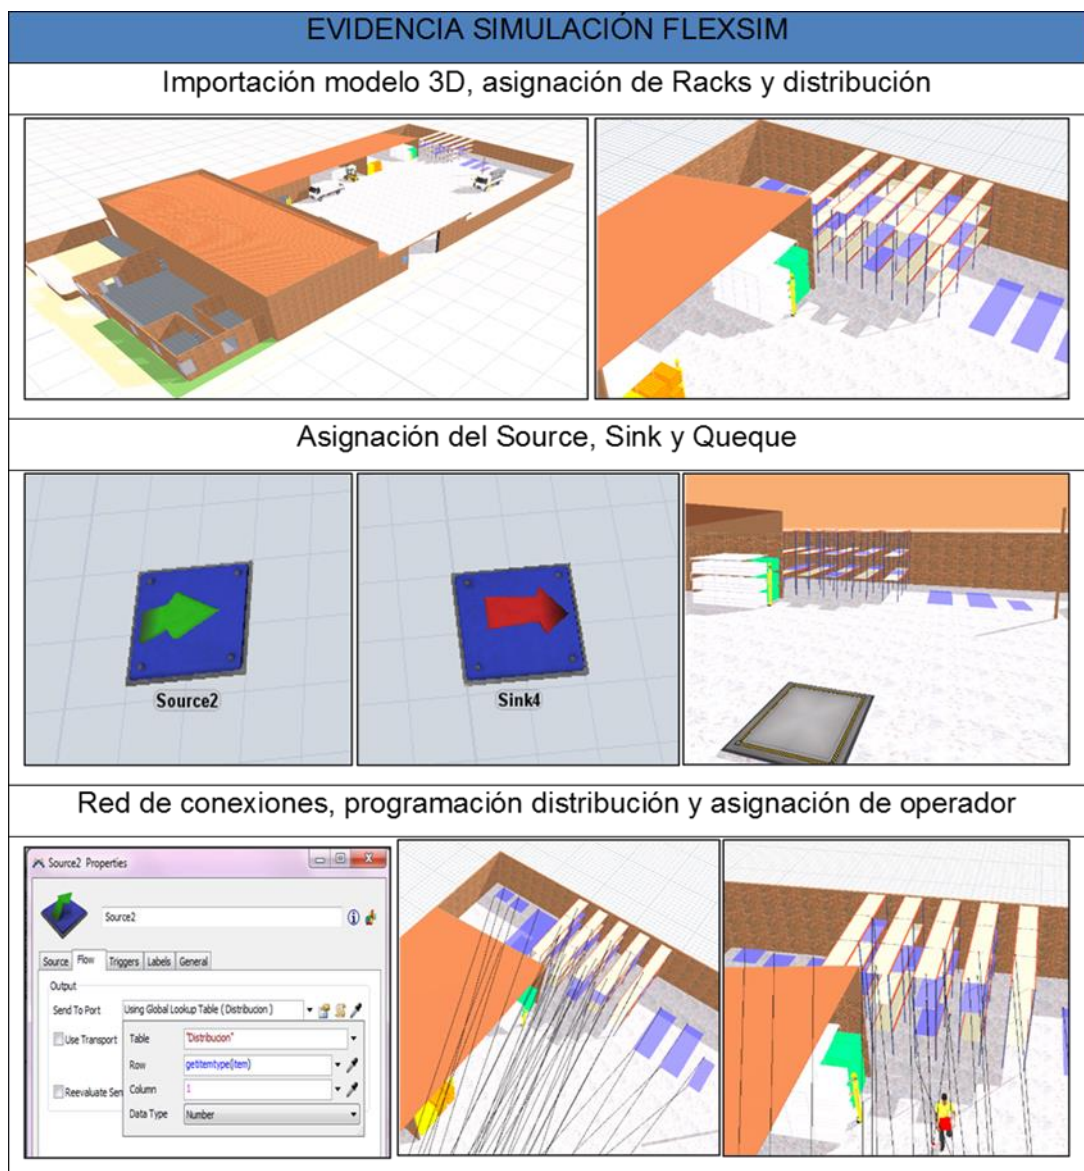 EVIDENCIA SIMULACIÓN FLEXSIM
Importación modelo 3D, asignación de Racks y distribución
Asignación del Source, Sink y Queque
Source2
Sink4
Red de conexiones, programación distribución y asignación de operador
Source2 Properties
Source2
Source Flow Triggers Labels General
Output
Send To Port Using Global Lookup Table ( Distribucion )
Use Transport Table "Distribucion"
Row getitemtype(item)
Reevaluate Sen Column 1
Data Type Number